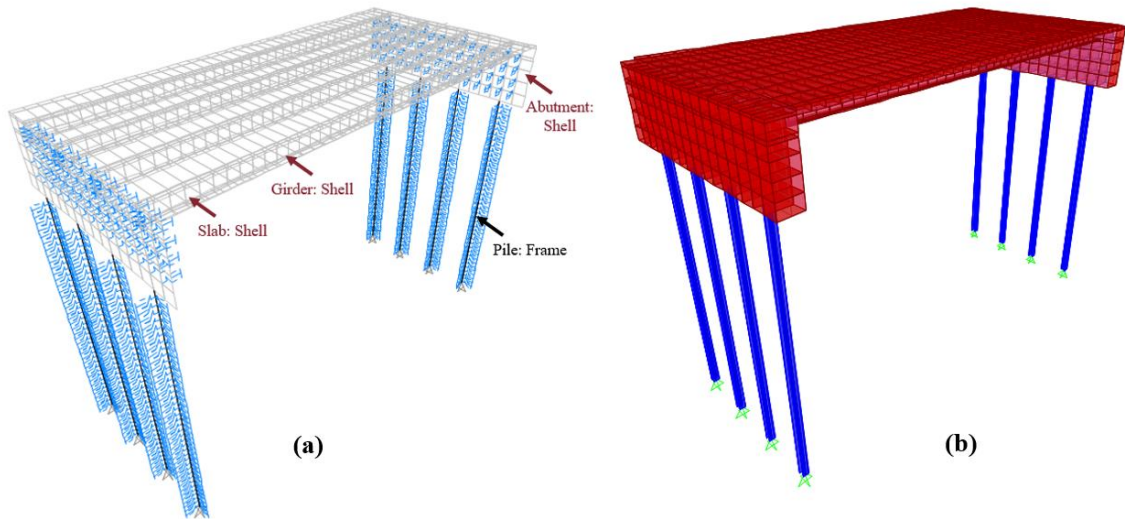 Abutment:
Shell
Girder: Shell
Slab: Shell
Pile: Frame
(a)
(b)